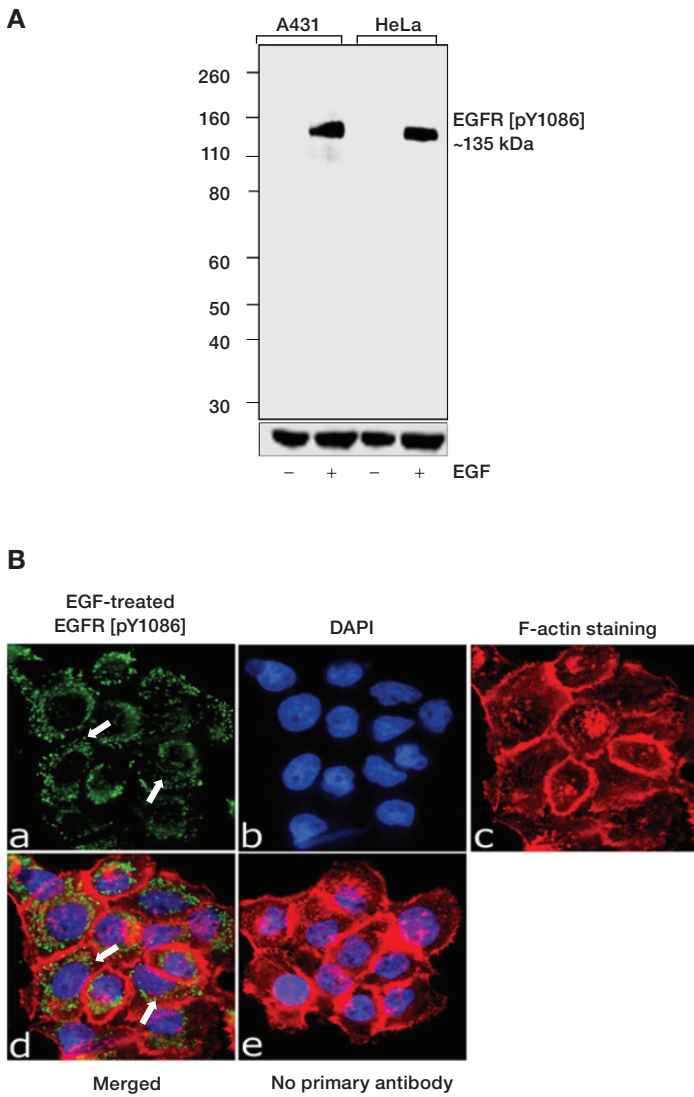 A
A431 HeLa
260
160
EGFR [pY1086]
~135 kDa
110
80
60
50
40
30
– + – + EGF
B
EGF-treated
EGFR [pY1086]
DAPI
F-actin staining
a
b
c
d
e
Merged
No primary antibody